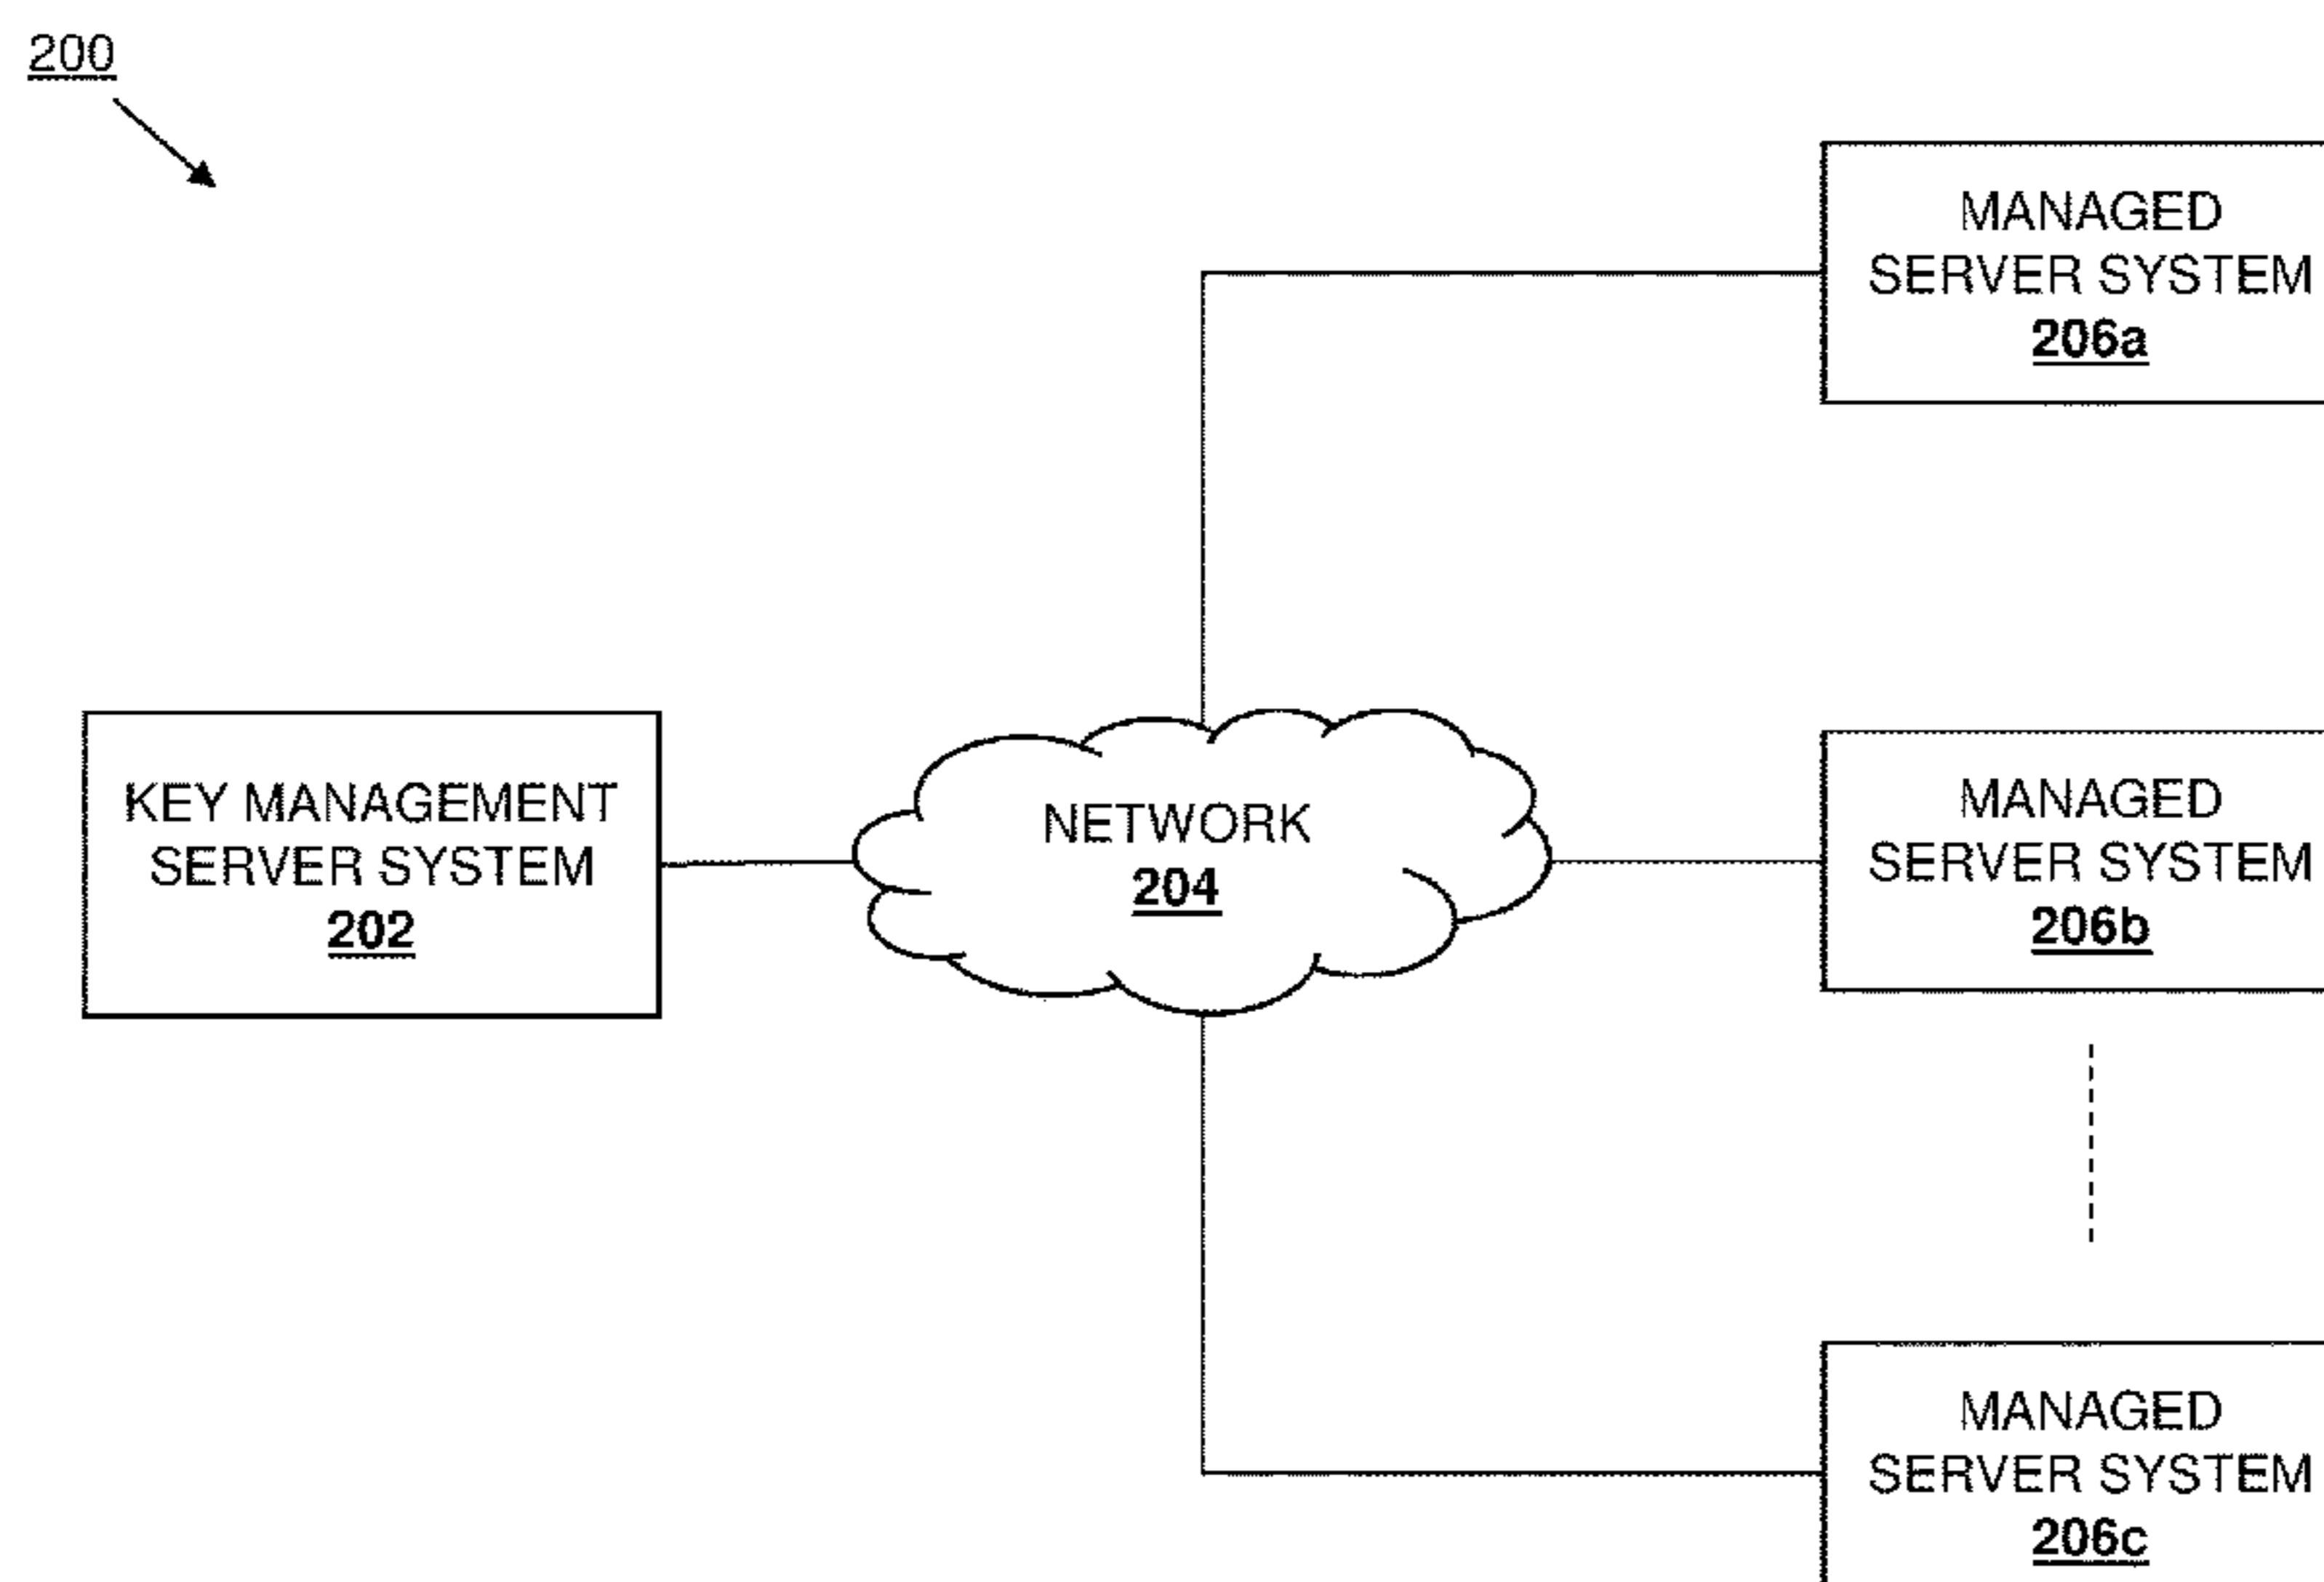 200
MANAGED
SERVER SYSTEM
206a
KEY MANAGEMENT
SERVER SYSTEM
202
NETWORK
204
MANAGED
SERVER SYSTEM
206b
MANAGED
SERVER SYSTEM
206c